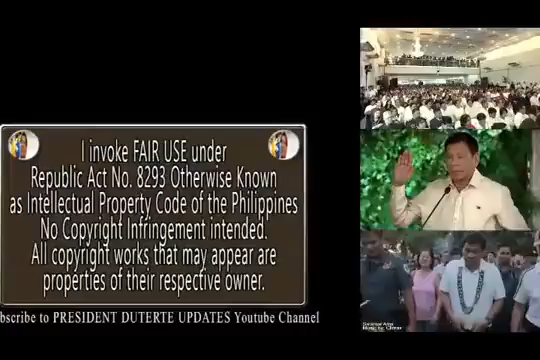 I invoke FAIR USE under
Republic Act No. 8293 Otherwise Known
as Intellectual Property Code of the Philippines
No Copyright Infringement intended.
All copyright works that may appear are
properties of their respective owner.
bscribe to PRESIDENT DUTERTE UPDATES Youtube Channel